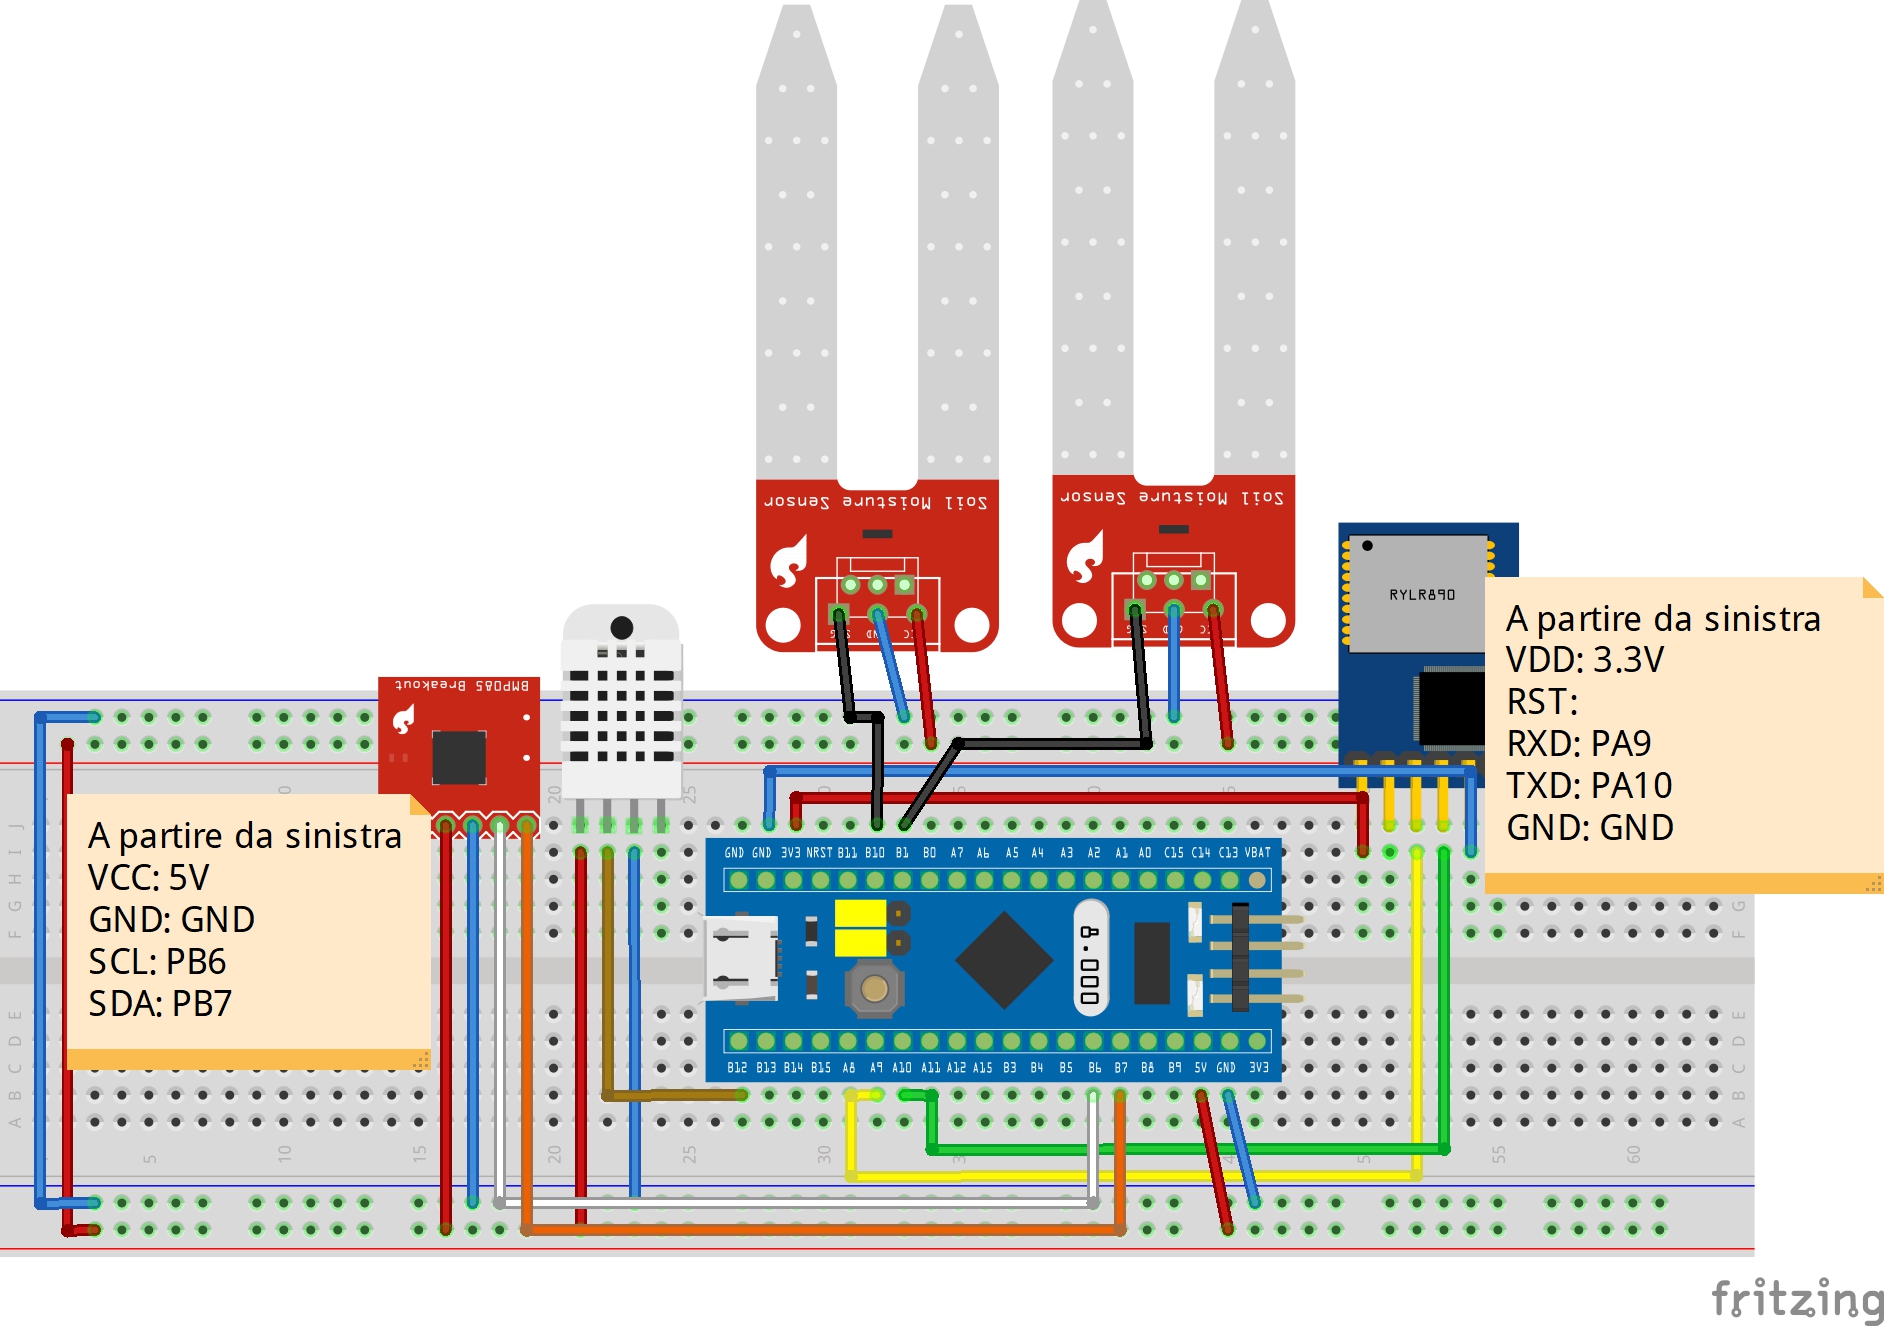 Soil Moisture Sensor
Soil Moisture Sensor
RYLR890
A partire da sinistra
VDD: 3.3V
RST:
RXD: PA9
TXD: PA10
GND: GND
BMP085 Breakout
A partire da sinistra
VCC: 5V
GND: GND
SCL: PB6
SDA: PB7
GND GND 3V3 NRST B11 B10 B1 B0 A7 A6 A5 A4 A3 A2 A1 A0 C15 C14 C13 VBAT
8.000
B12 B13 B14 B15 A8 A9 A10 A11 A12 A15 B3 B4 B5 B6 B7 B8 B9 5V GND 3V3
J
I
H
G
F
E
D
C
B
A
G
F
E
D
C
B
A
20 25
5 10 15 20 25 30 55 60
fritzing